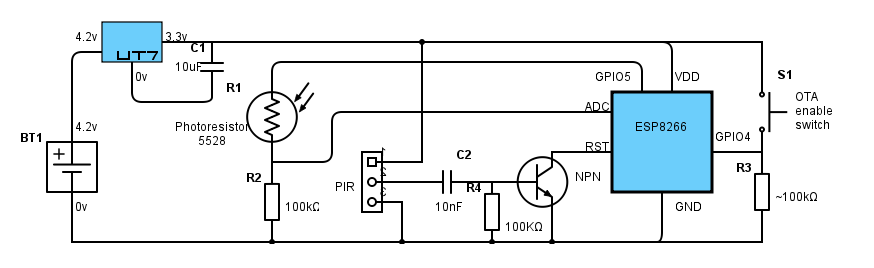 4.2v
3.3v
UT7
C1
0v
10uF
R1
GPIO5
VDD
S1
OTA
enable
switch
ADC
ESP8266
4.2v
BT1
Photoresistor
5528
GPIO4
RST
C2
R3
R2
PIR
R4
NPN
0v
100kΩ
10nF
100KΩ
GND
~100kΩ